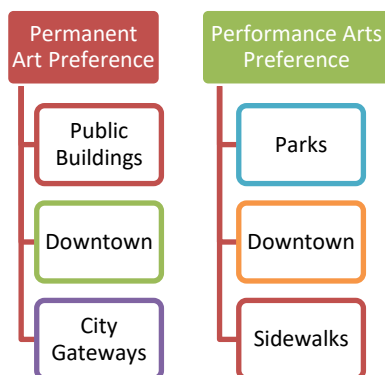 Permanent
Art Preference
Public
Buildings
Downtown
City
Gateways
Performance Arts
Preference
Parks
Downtown
Sidewalks